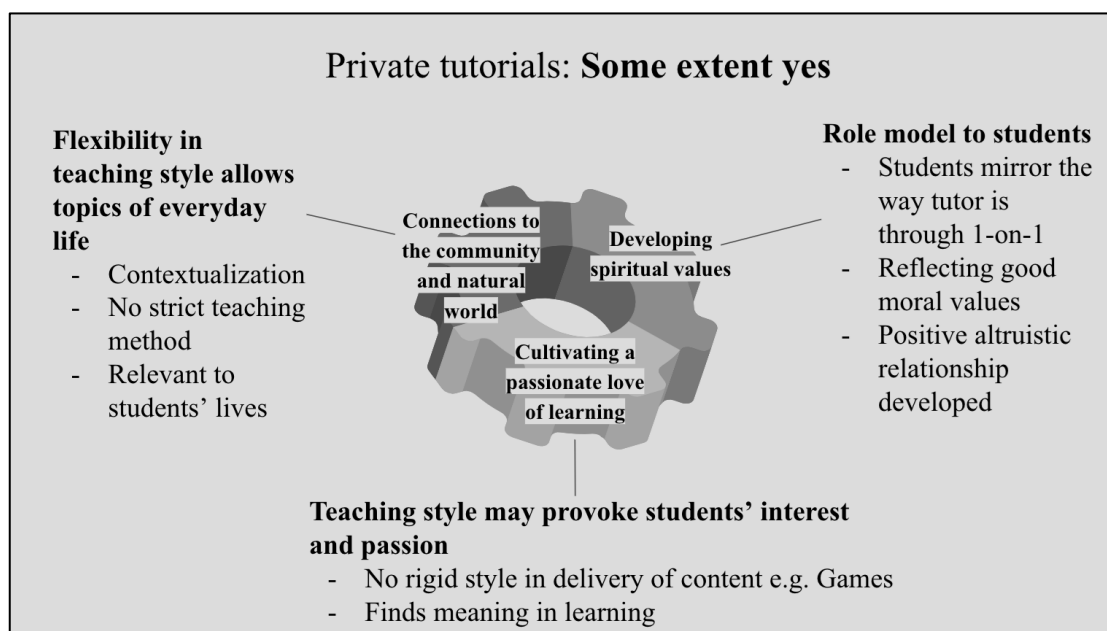 Private tutorials: Some extent yes
Flexibility in
teaching style allows
topics of everyday
life
- Contextualization
- No strict teaching
method
- Relevant to
students’ lives
Connections to
the community
and natural
world
Developing
spiritual values
Cultivating a
passionate love
of learning
Role model to students
- Students mirror the
way tutor is
through 1-on-1
- Reflecting good
moral values
- Positive altruistic
relationship
developed
Teaching style may provoke students’ interest
and passion
- No rigid style in delivery of content e.g. Games
- Finds meaning in learning